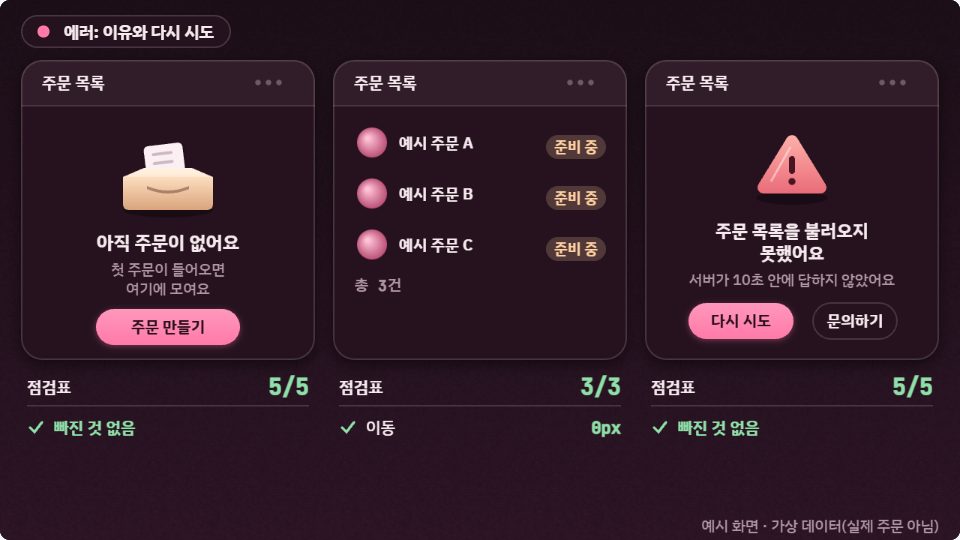 에러: 이유와 다시 시도
주문 목록
아직 주문이 없어요
첫 주문이 들어오면
여기에 모여요
주문 만들기
점검표 5/5
빠진 것 없음
주문 목록
예시 주문 A 준비 중
예시 주문 B 준비 중
예시 주문 C 준비 중
총 3건
점검표 3/3
이동 0px
주문 목록
주문 목록을 불러오지
못했어요
서버가 10초 안에 답하지 않았어요
다시 시도 문의하기
점검표 5/5
빠진 것 없음
예시 화면 · 가상 데이터(실제 주문 아님)